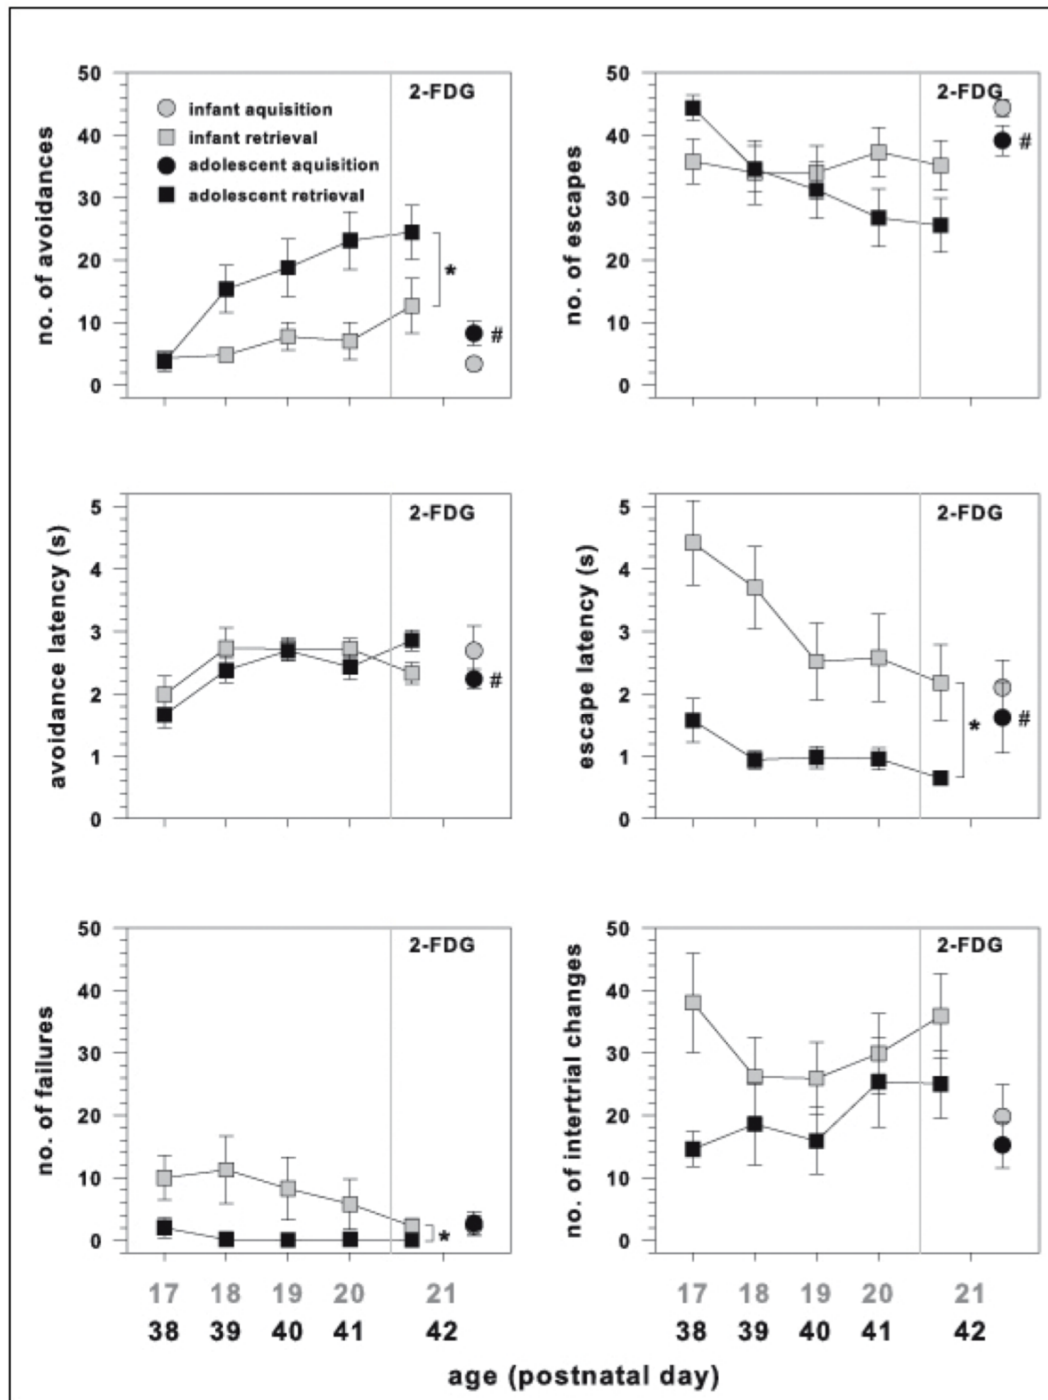 50
40
30
20
10
0
no. of avoidances
2-FDG
infant aquisition
infant retrieval
adolescent aquisition
adolescent retrieval
*
#
50
40
30
20
10
0
no. of escapes
2-FDG
#
5
4
3
2
1
0
avoidance latency (s)
2-FDG
#
5
4
3
2
1
0
escape latency (s)
2-FDG
*
#
50
40
30
20
10
0
no. of failures
2-FDG
*
50
40
30
20
10
0
no. of intertrial changes
2-FDG
17 18 19 20 21
38 39 40 41 42
17 18 19 20 21
38 39 40 41 42
age (postnatal day)